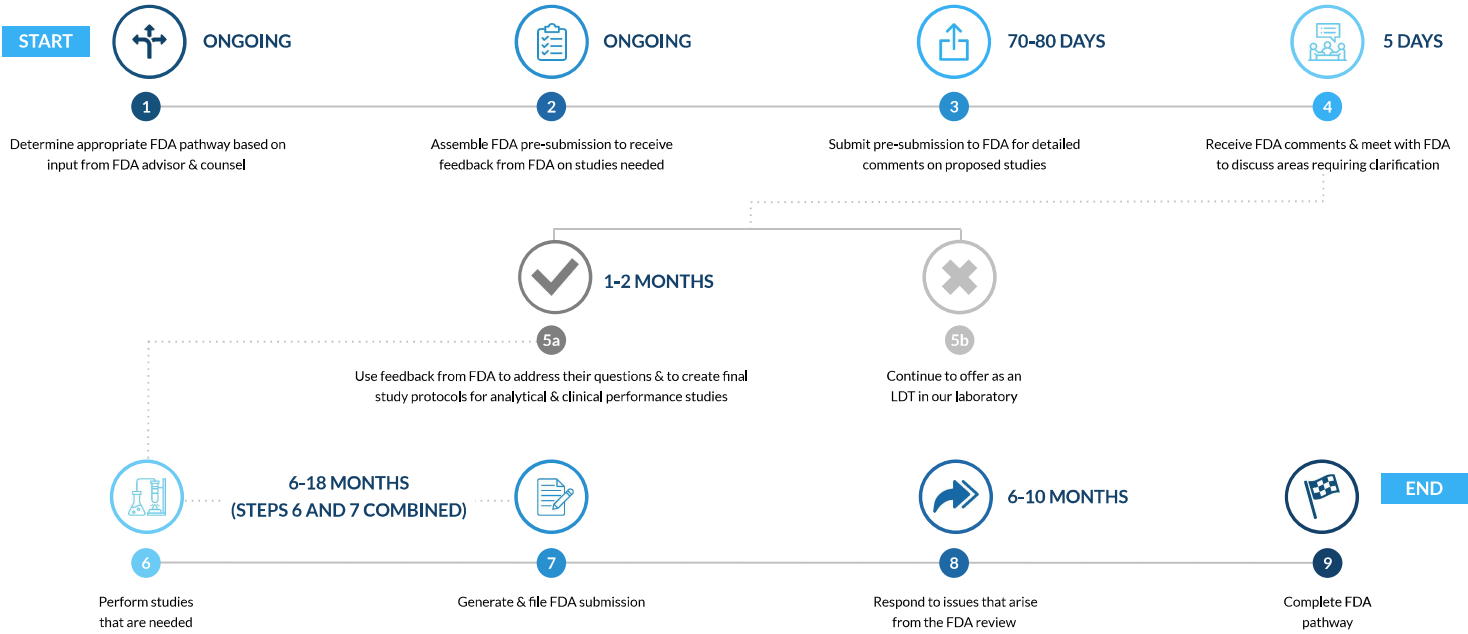 START
ONGOING
ONGOING
70-80 DAYS
5 DAYS
1
2
3
4
Determine appropriate FDA pathway based on
input from FDA advisor & counsel
Assemble FDA pre-submission to receive
feedback from FDA on studies needed
Submit pre-submission to FDA for detailed
comments on proposed studies
Receive FDA comments & meet with FDA
to discuss areas requiring clarification
1-2 MONTHS
5a
5b
Use feedback from FDA to address their questions & to create final
study protocols for analytical & clinical performance studies
Continue to offer as an
LDT in our laboratory
6-18 MONTHS
(STEPS 6 AND 7 COMBINED)
6-10 MONTHS
END
6
7
8
9
Perform studies
that are needed
Generate & file FDA submission
Respond to issues that arise
from the FDA review
Complete FDA
pathway